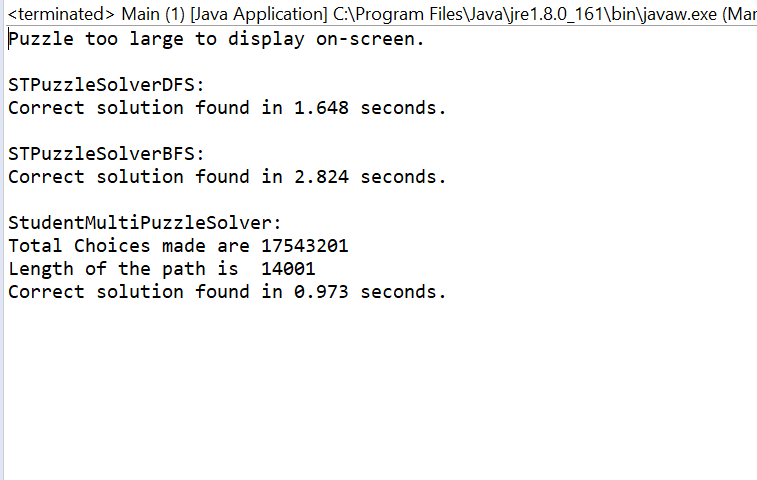 <terminated> Main (1) [Java Application] C:\Program Files\Java\jre1.8.0_161\bin\javaw.exe (Mar
Puzzle too large to display on-screen.
STPuzzleSolverDFS:
Correct solution found in 1.648 seconds.
STPuzzleSolverBFS:
Correct solution found in 2.824 seconds.
StudentMultiPuzzleSolver:
Total Choices made are 17543201
Length of the path is  14001
Correct solution found in 0.973 seconds.